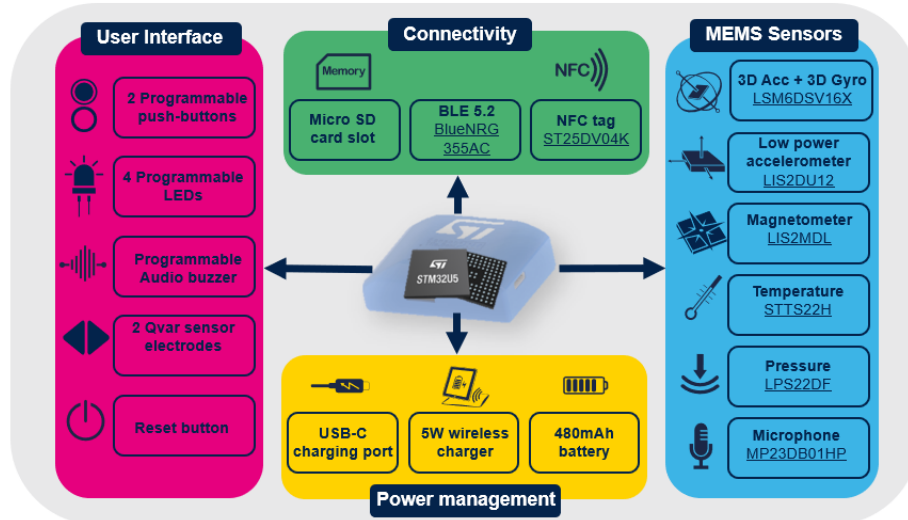 User Interface
2 Programmable
push-buttons
4 Programmable
LEDs
Programmable
Audio buzzer
2 Qvar sensor
electrodes
Reset button
Connectivity
Memory
NFC
Micro SD
card slot
BLE 5.2
BlueNRG
355AC
NFC tag
ST25DV04K
ST
ST
STM32U5
USB-C
charging port
5W wireless
charger
480mAh
battery
Power management
MEMS Sensors
3D Acc + 3D Gyro
LSM6DSV16X
Low power
accelerometer
LIS2DU12
Magnetometer
LIS2MDL
Temperature
STTS22H
Pressure
LPS22DF
Microphone
MP23DB01HP